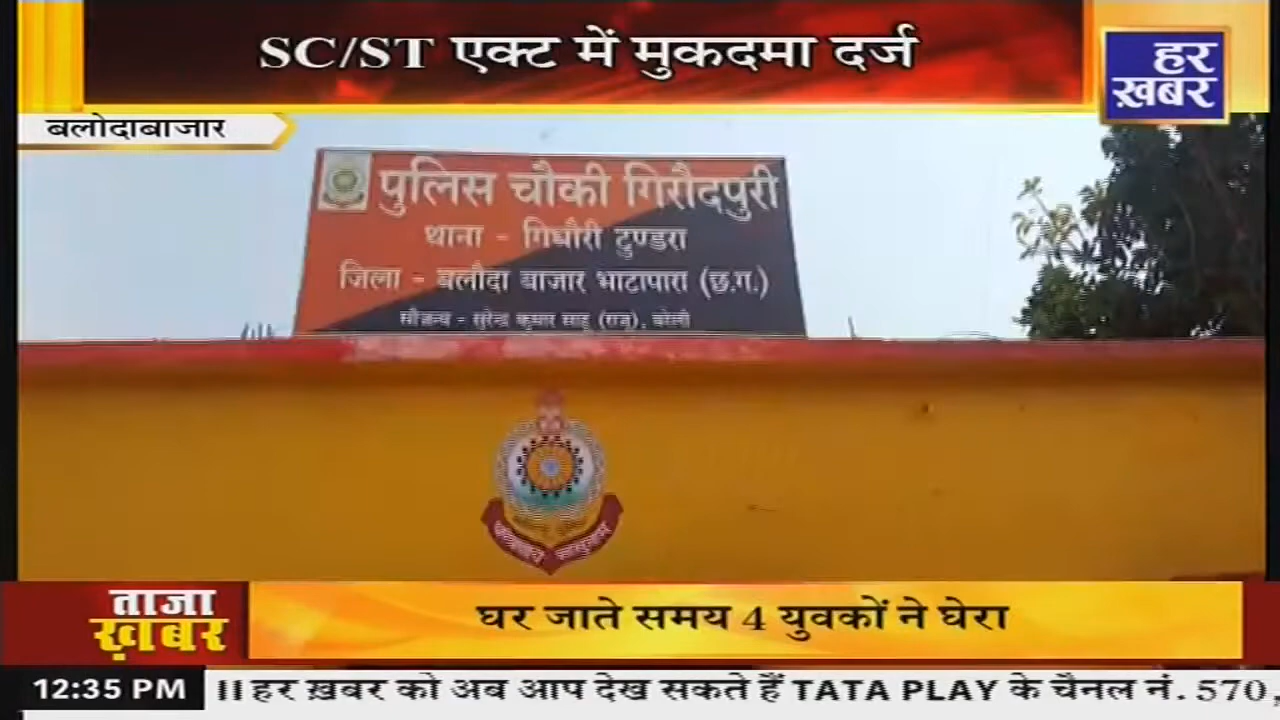 SC/ST एक्ट में मुकदमा दर्ज
हर
ख़बर
बलोदाबाजार
पुलिस चौकी गिरौदपुरी
थाना - गिधौरी टुण्डरा
जिला - बलौदा बाजार भाटापारा (छ.ग.)
सौजन्य - सुरेन्द्र कुमार साहू (राजू),
ताजा
ख़बर
घर जाते समय 4 युवकों ने घेरा
12:35 PM
।। हर ख़बर को अब आप देख सकते हैं TATA PLAY के चैनल नं. 570,